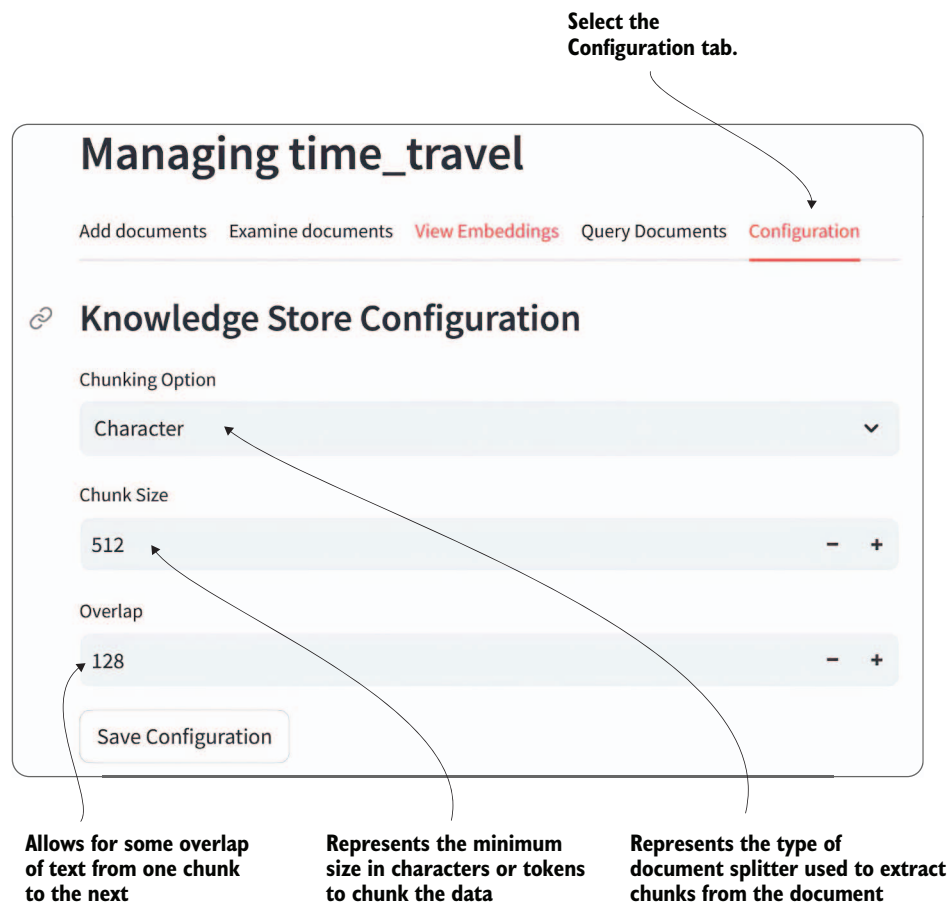 Select the
Configuration tab.
Managing time_travel
Add documents Examine documents View Embeddings Query Documents Configuration
Knowledge Store Configuration
Chunking Option
Character
Chunk Size
512 - +
Overlap
128 - +
Save Configuration
Allows for some overlap
of text from one chunk
to the next
Represents the minimum
size in characters or tokens
to chunk the data
Represents the type of
document splitter used to extract
chunks from the document